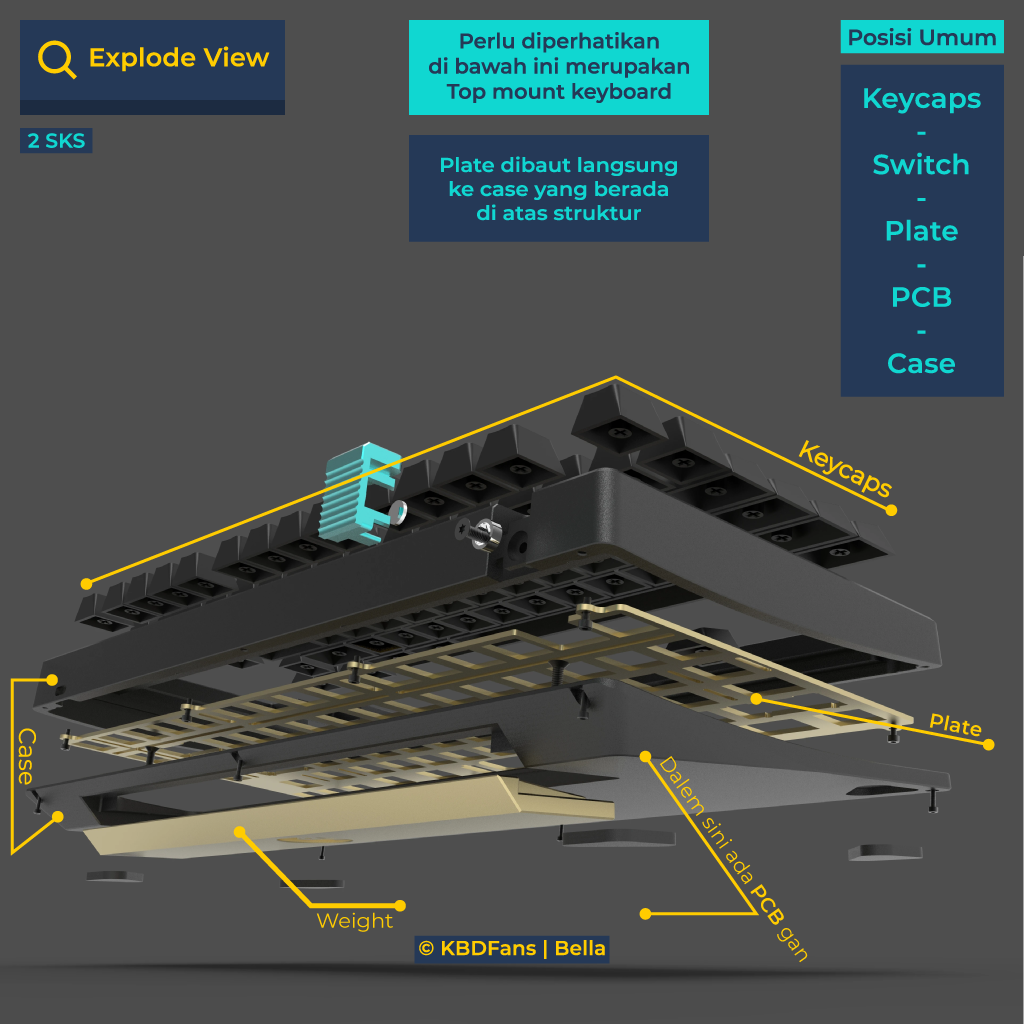 Explode View
2 SKS
Perlu diperhatikan
di bawah ini merupakan
Top mount keyboard
Plate dibaut langsung
ke case yang berada
di atas struktur
Posisi Umum
Keycaps
-
Switch
-
Plate
-
PCB
-
Case
Keycaps
Case
Plate
Dalem sini ada PCB gan
Weight
© KBDFans | Bella